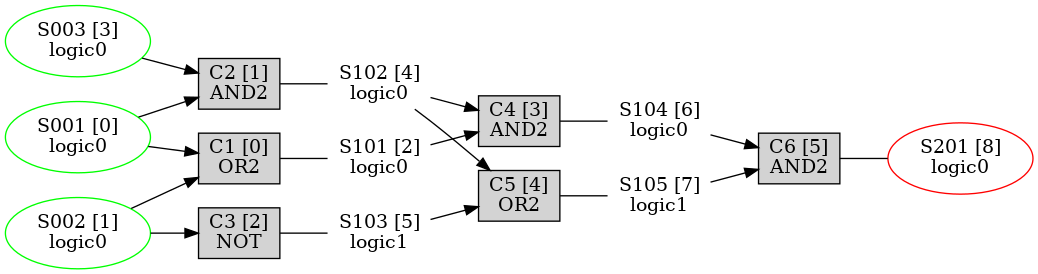 S003 [3]
logic0
S001 [0]
logic0
S002 [1]
logic0
C2 [1]
AND2
C1 [0]
OR2
C3 [2]
NOT
S102 [4]
logic0
S101 [2]
logic0
S103 [5]
logic1
C4 [3]
AND2
C5 [4]
OR2
S104 [6]
logic0
S105 [7]
logic1
C6 [5]
AND2
S201 [8]
logic0